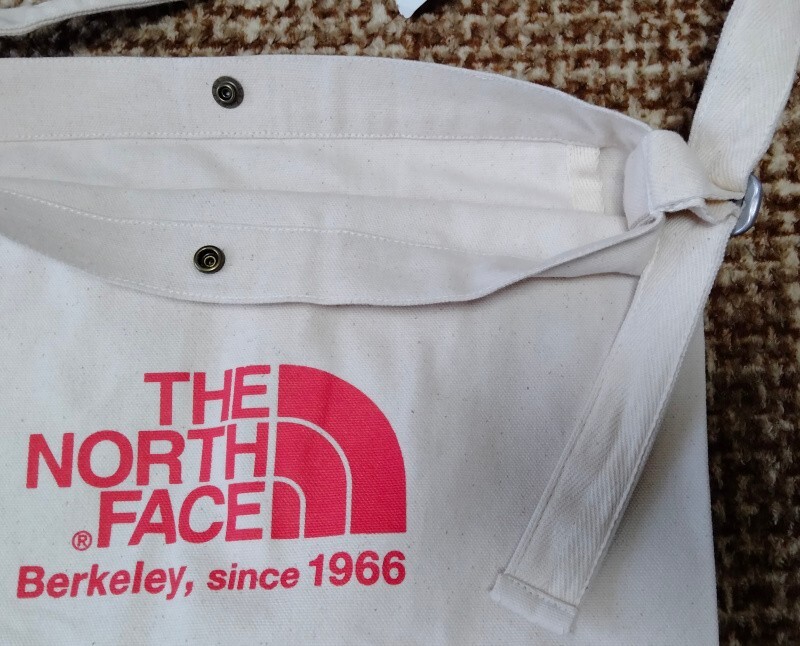 THE
NORTH
® FACE
Berkeley, since 1966